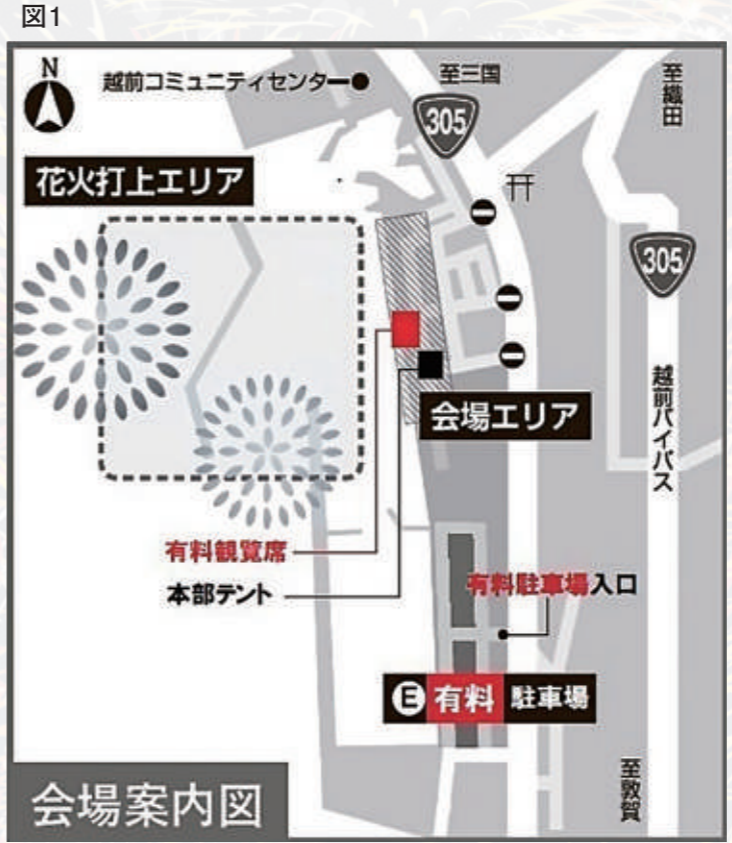 図1
N
越前コミュニティセンター
至三国
至織田
305
花火打上エリア
305
越前バイパス
会場エリア
有料観覧席
本部テント
有料駐車場入口
E 有料 駐車場
至敦賀
会場案内図